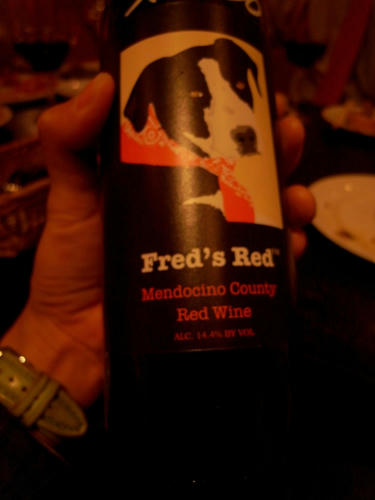 Fred's Red™
Mendocino County
Red Wine
ALC. 14.4% BY VOL